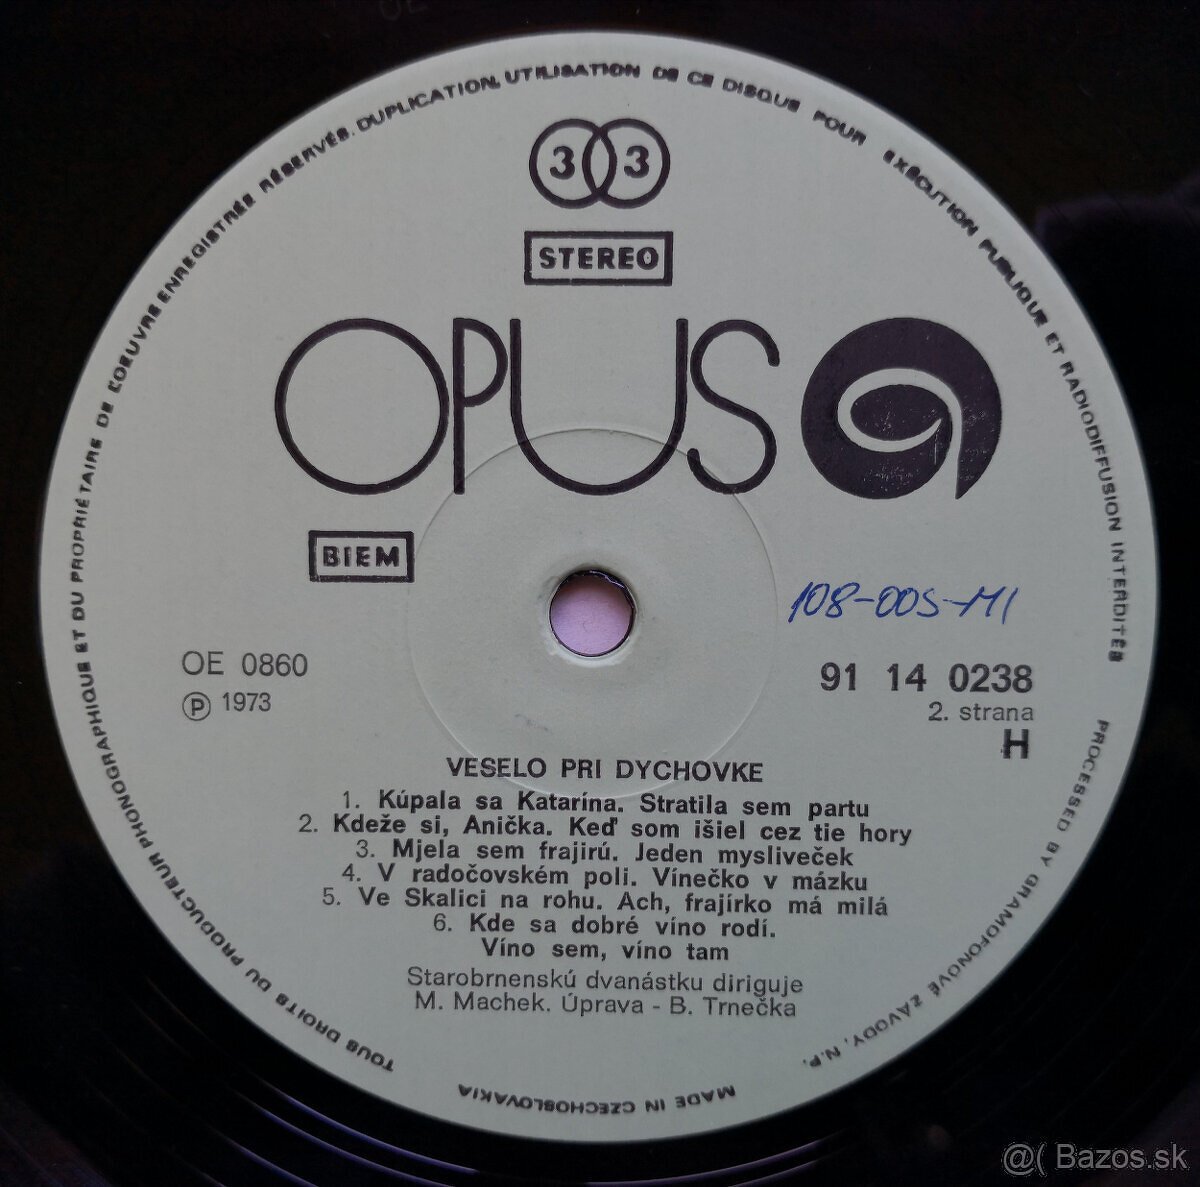 TOUS DROITS DU PRODUCTEUR PHONOGRAPHIQUE ET DU PROPRIÉTAIRE DE L'OEUVRE ENREGISTRÉE RÉSERVÉS. DUPLICATION, UTILISATION DE CE DISQUE POUR EXÉCUTION PUBLIQUE ET RADIODIFFUSION INTERDITÉS
33
STEREO
OPUS
BIEM
108-005-M1
OE 0860
℗ 1973
91 14 0238
2. strana
H
VESELO PRI DYCHOVKE
1. Kúpala sa Katarína. Stratila sem partu
2. Kdeže si, Anička. Keď som išiel cez tie hory
3. Mjela sem frajirú. Jeden mysliveček
4. V radočovském poli. Vínečko v mázku
5. Ve Skalici na rohu. Ach, frajírko má milá
6. Kde sa dobré víno rodí.
Víno sem, víno tam
Starobrnenskú dvanástku diriguje
M. Machek. Úprava - B. Trnečka
PROCESSED BY GRAMOFONOVÉ ZÁVODY, N.P.
MADE IN CZECHOSLOVAKIA
@( Bazos.sk